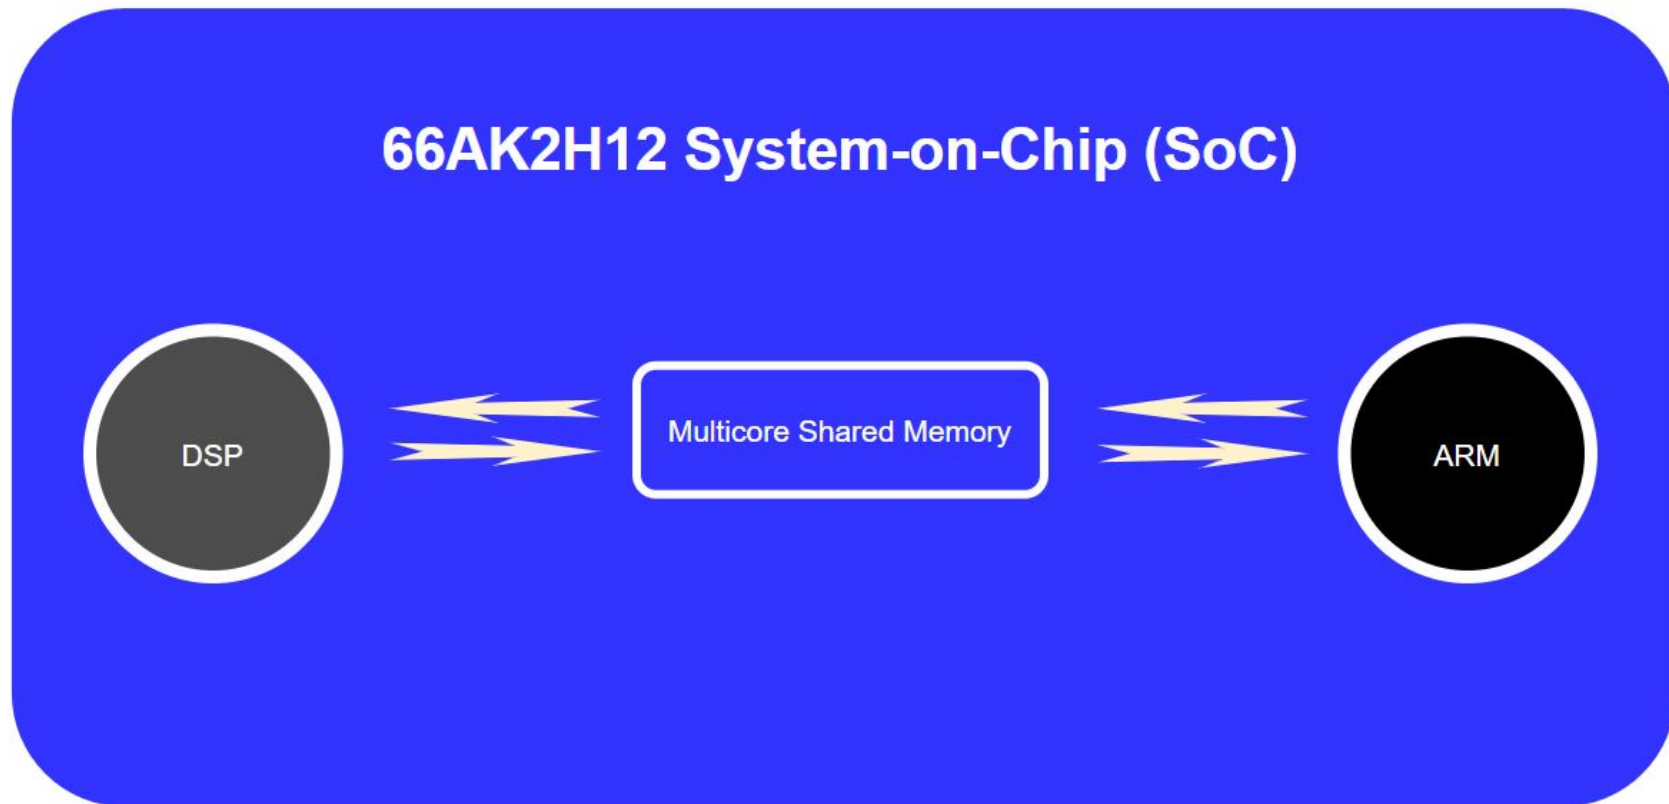 66AK2H12 System-on-Chip (SoC)
DSP
Multicore Shared Memory
ARM